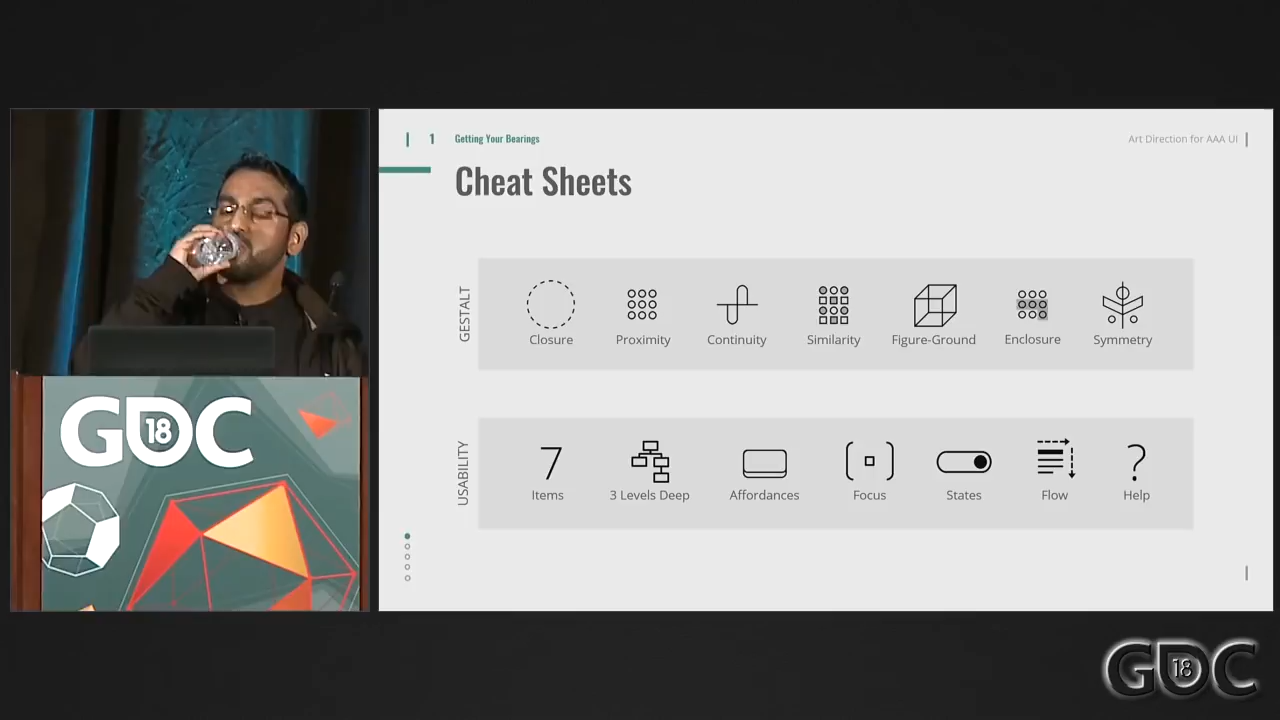 1 Getting Your Bearings
Art Direction for AAA UI
Cheat Sheets
GESTALT
Closure
Proximity
Continuity
Similarity
Figure-Ground
Enclosure
Symmetry
USABILITY
7
?
Items
3 Levels Deep
Affordances
Focus
States
Flow
Help
GDC
18
GDC
18